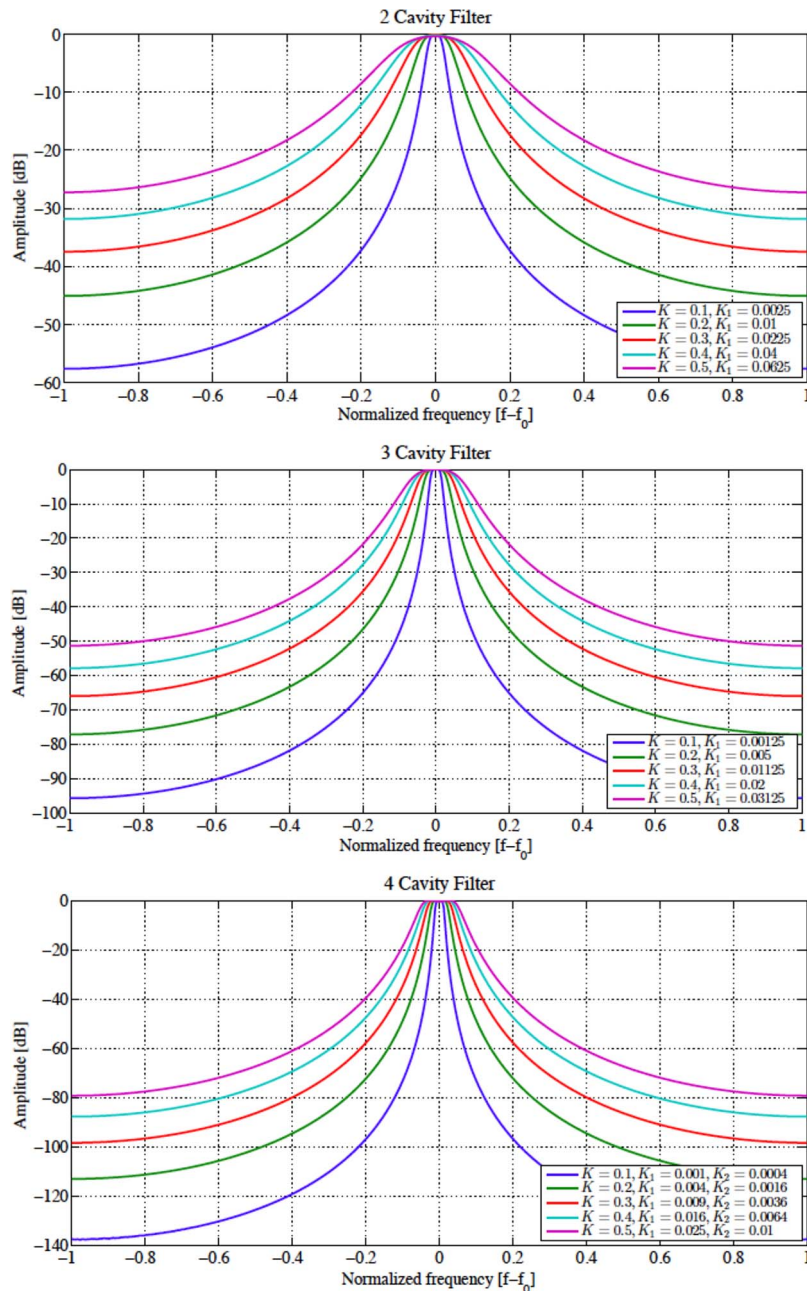 2 Cavity Filter
Amplitude [dB]
0
−10
−20
−30
−40
−50
−60
K = 0.1, K1 = 0.0025
K = 0.2, K1 = 0.01
K = 0.3, K1 = 0.0225
K = 0.4, K1 = 0.04
K = 0.5, K1 = 0.0625
−1 −0.8 −0.6 −0.4 −0.2 0 0.2 0.4 0.6 0.8 1
Normalized frequency [f−f0]
3 Cavity Filter
Amplitude [dB]
0
−10
−20
−30
−40
−50
−60
−70
−80
−90
−100
K = 0.1, K1 = 0.00125
K = 0.2, K1 = 0.005
K = 0.3, K1 = 0.01125
K = 0.4, K1 = 0.02
K = 0.5, K1 = 0.03125
−1 −0.8 −0.6 −0.4 −0.2 0 0.2 0.4 0.6 0.8 1
Normalized frequency [f−f0]
4 Cavity Filter
Amplitude [dB]
0
−20
−40
−60
−80
−100
−120
−140
K = 0.1, K1 = 0.001, K2 = 0.0004
K = 0.2, K1 = 0.004, K2 = 0.0016
K = 0.3, K1 = 0.009, K2 = 0.0036
K = 0.4, K1 = 0.016, K2 = 0.0064
K = 0.5, K1 = 0.025, K2 = 0.01
−1 −0.8 −0.6 −0.4 −0.2 0 0.2 0.4 0.6 0.8 1
Normalized frequency [f−f0]